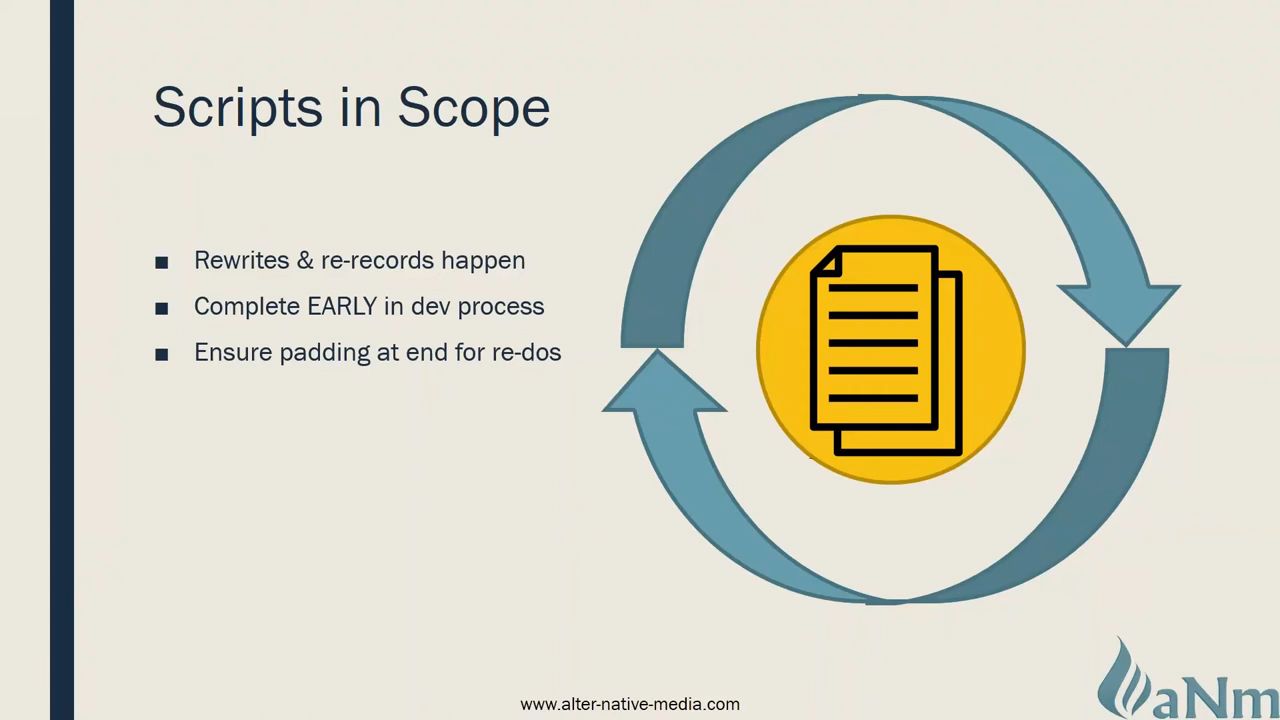 Scripts in Scope
Rewrites & re-records happen
Complete EARLY in dev process
Ensure padding at end for re-dos
www.alter-native-media.com
aNm